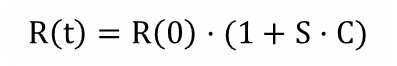 R(t) = R(0) · (1 + S · C)